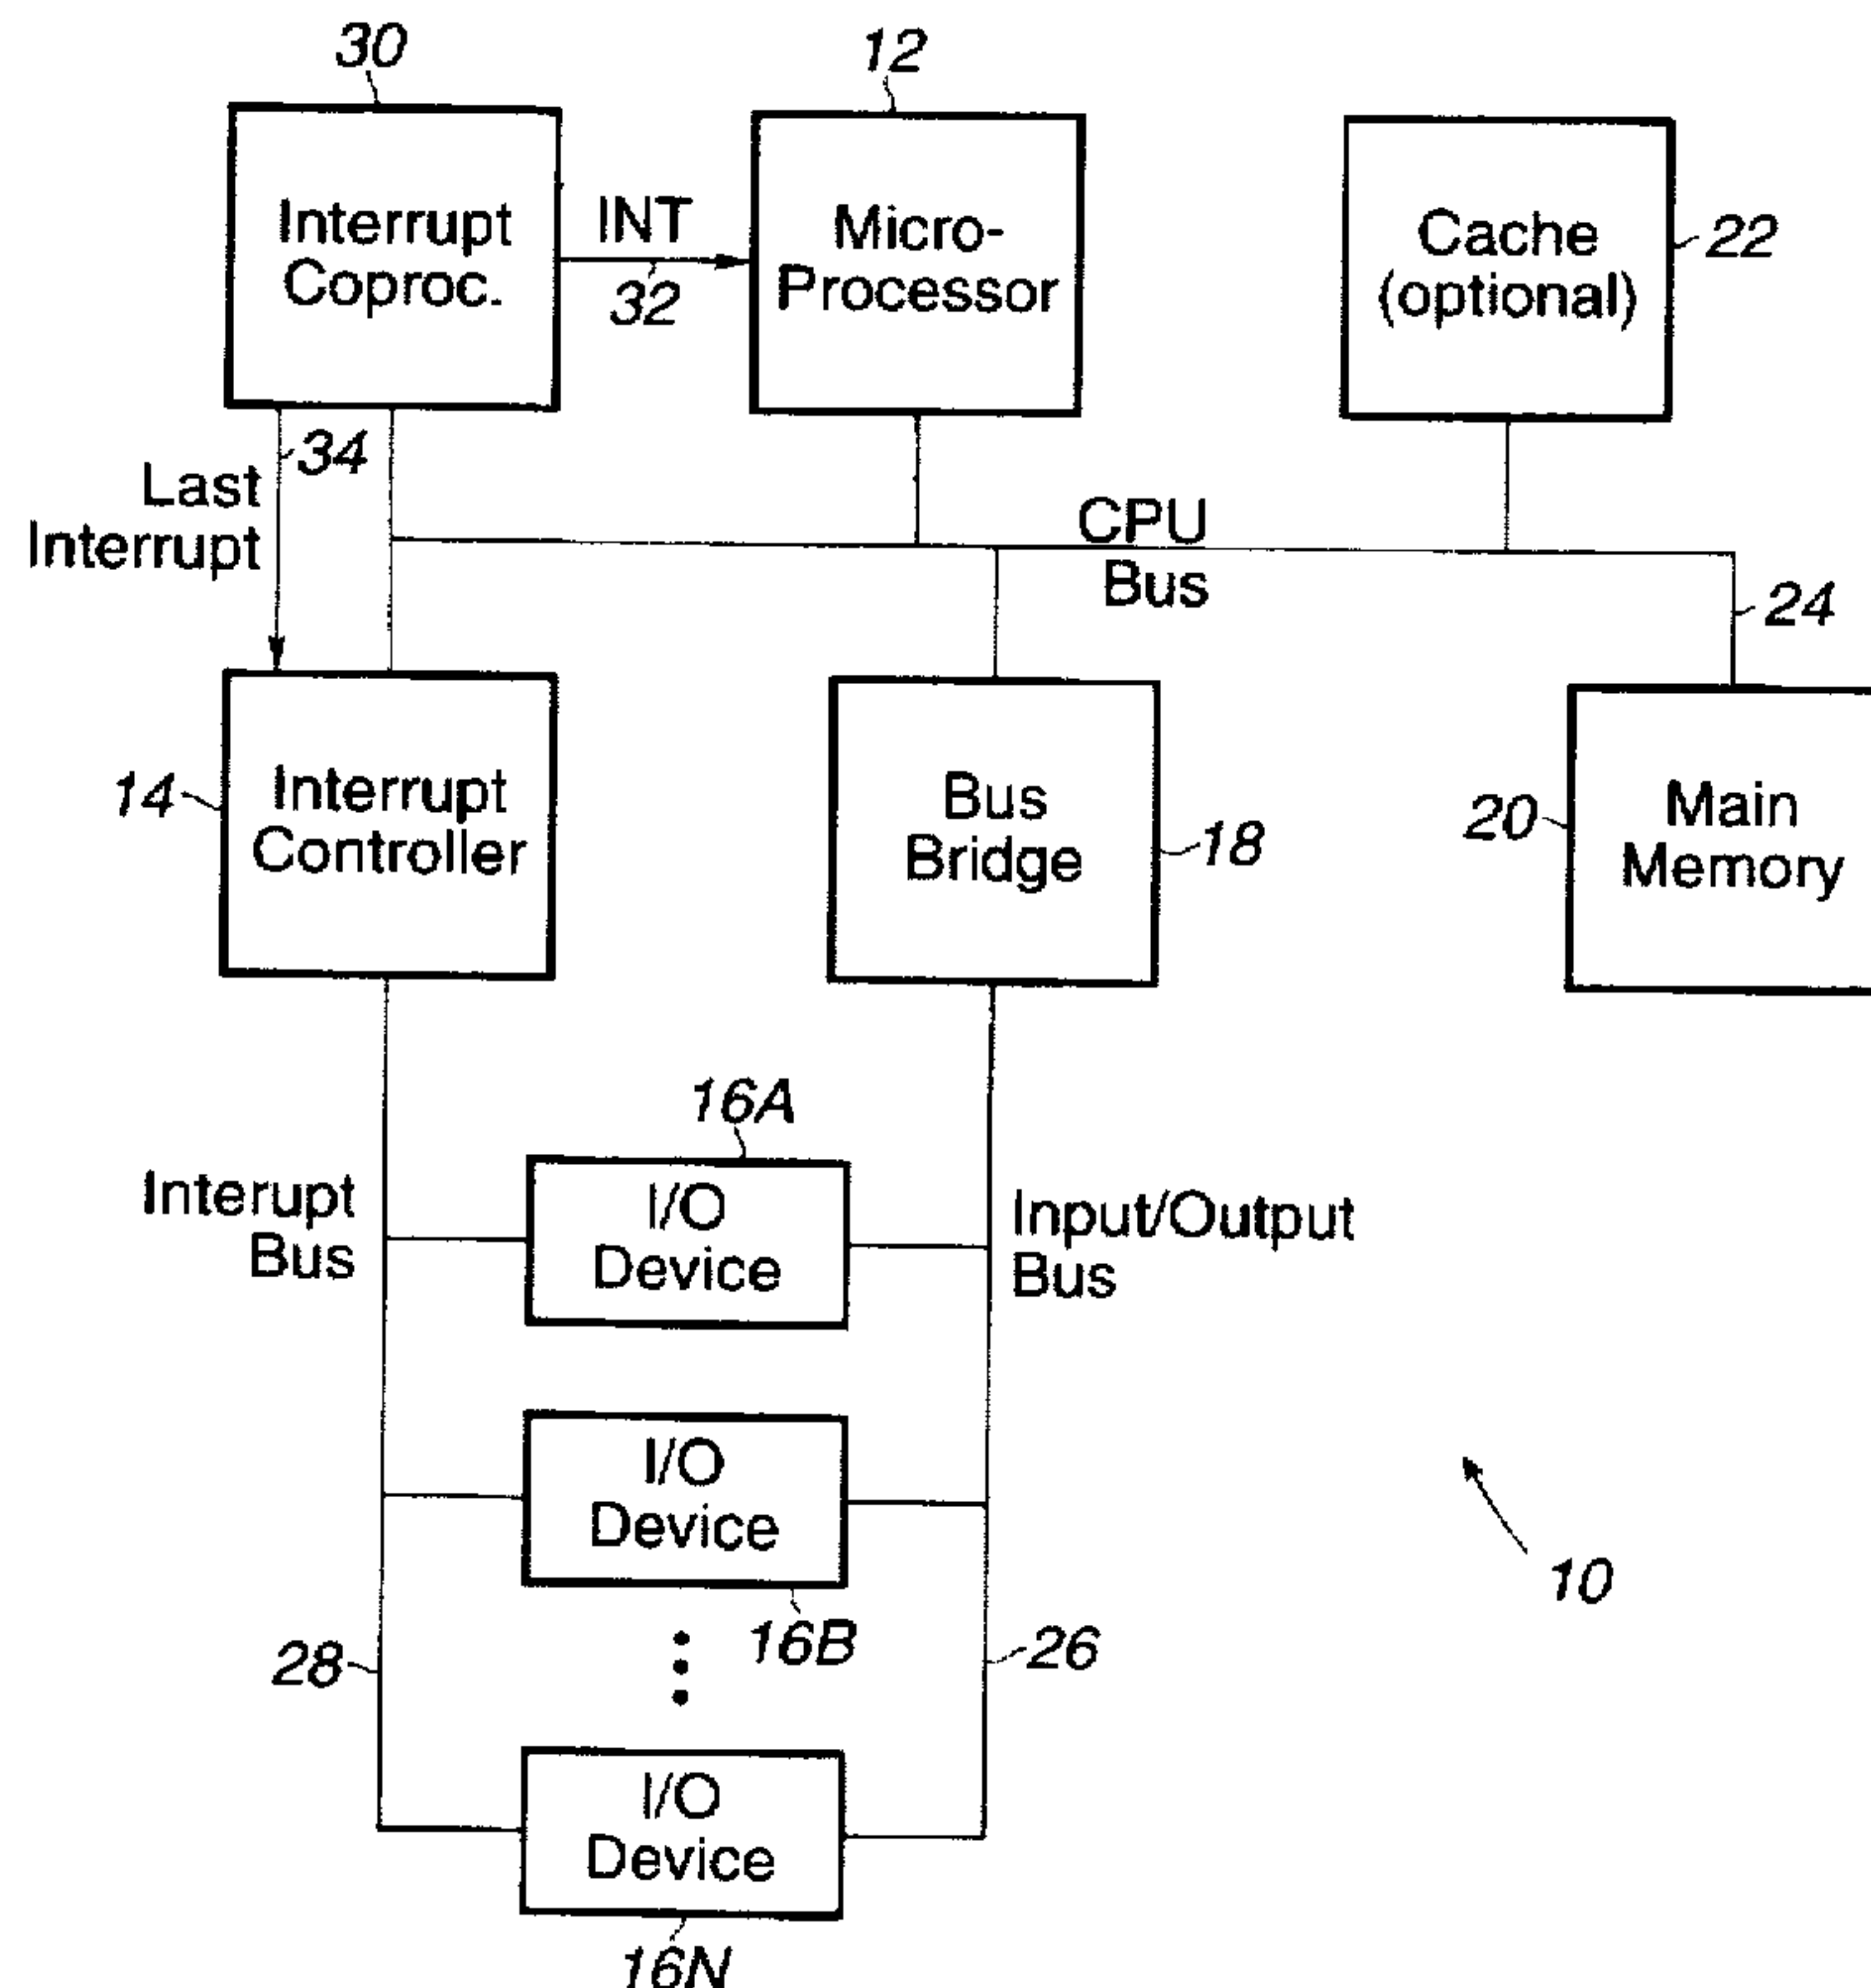 30
12
Interrupt
Coproc.
INT
32
Micro-
Processor
Cache
(optional)
22
34
Last
Interrupt
CPU
Bus
24
14
Interrupt
Controller
Bus
Bridge
18
20
Main
Memory
16A
Interupt
Bus
I/O
Device
Input/Output
Bus
I/O
Device
16B
28
26
10
I/O
Device
16N